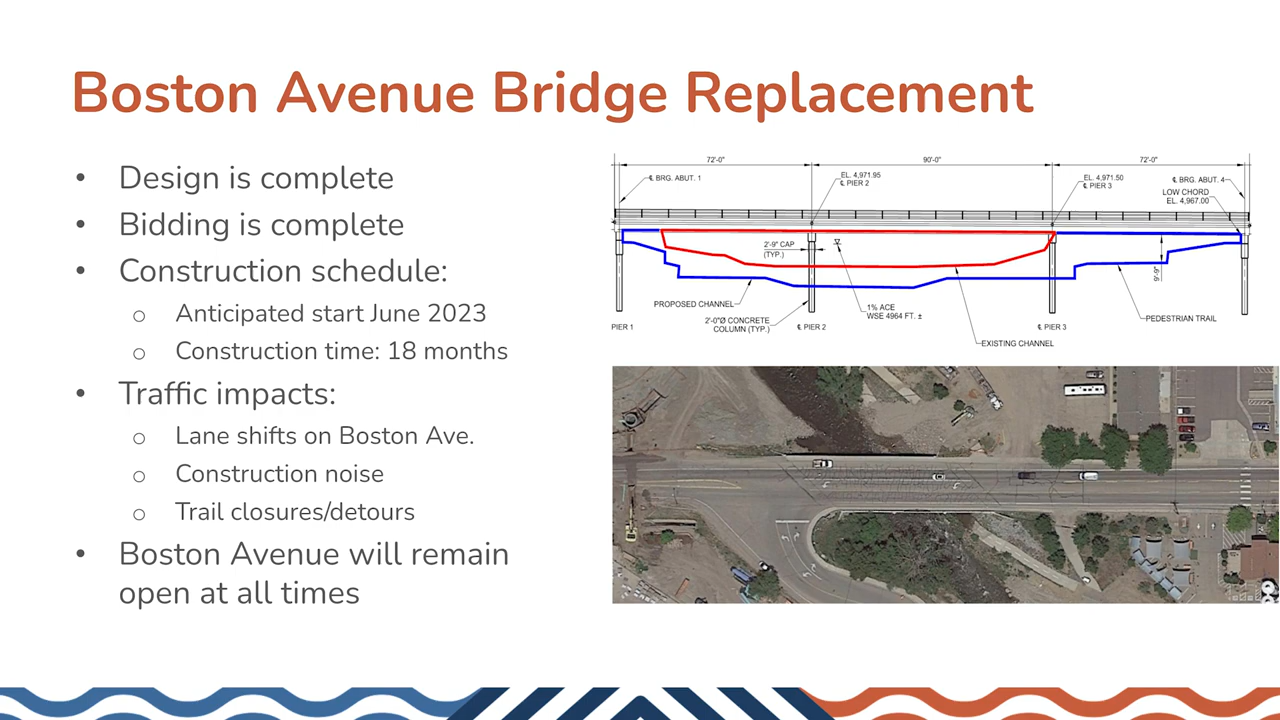 Boston Avenue Bridge Replacement
• Design is complete
• Bidding is complete
• Construction schedule:
o Anticipated start June 2023
o Construction time: 18 months
• Traffic impacts:
o Lane shifts on Boston Ave.
o Construction noise
o Trail closures/detours
• Boston Avenue will remain
open at all times
72'-0"
90'-0"
72'-0"
℄ BRG. ABUT. 1
EL. 4,971.95
℄ PIER 2
EL. 4,971.50
℄ PIER 3
℄ BRG. ABUT. 4
LOW CHORD
EL. 4,967.00
2'-9" CAP
(TYP.)
9'-9"
PROPOSED CHANNEL
2'-0"Ø CONCRETE
COLUMN (TYP.)
1% ACE
WSE 4964 FT. ±
PEDESTRIAN TRAIL
PIER 1
℄ PIER 2
℄ PIER 3
EXISTING CHANNEL